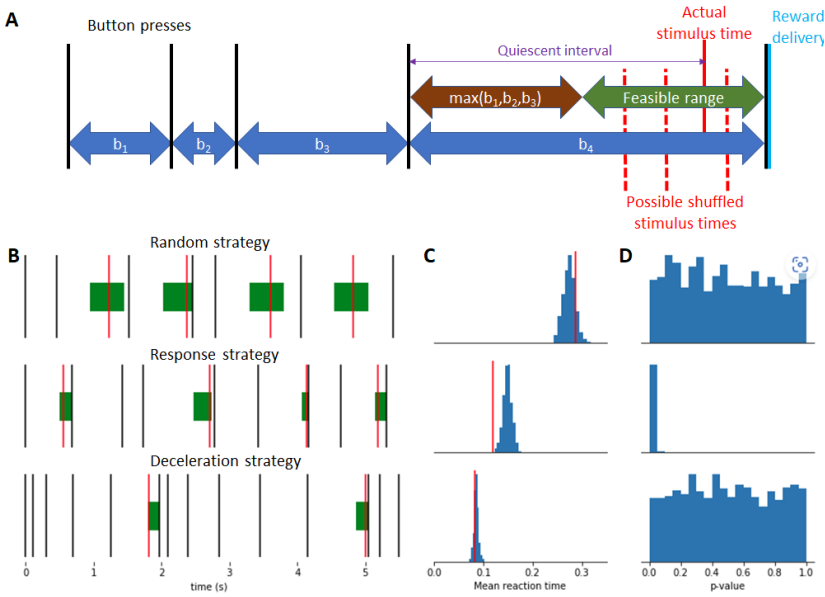 A
Button presses
Actual
stimulus time
Reward
delivery
Quiescent interval
max(b₁,b₂,b₃)
Feasible range
b₁
b₂
b₃
b₄
Possible shuffled
stimulus times
B
Random strategy
C
D
Response strategy
Deceleration strategy
0
1
2
3
4
5
time (s)
0.0
0.1
0.2
0.3
Mean reaction time
0.0
0.2
0.4
0.6
0.8
1.0
p-value